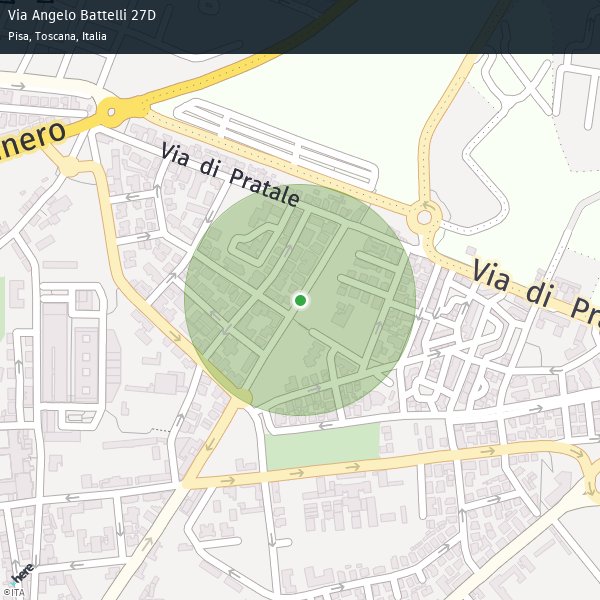 Via Angelo Battelli 27D
Pisa, Toscana, Italia
nero
Via di Pratale
Via di Pra
here
©ITA